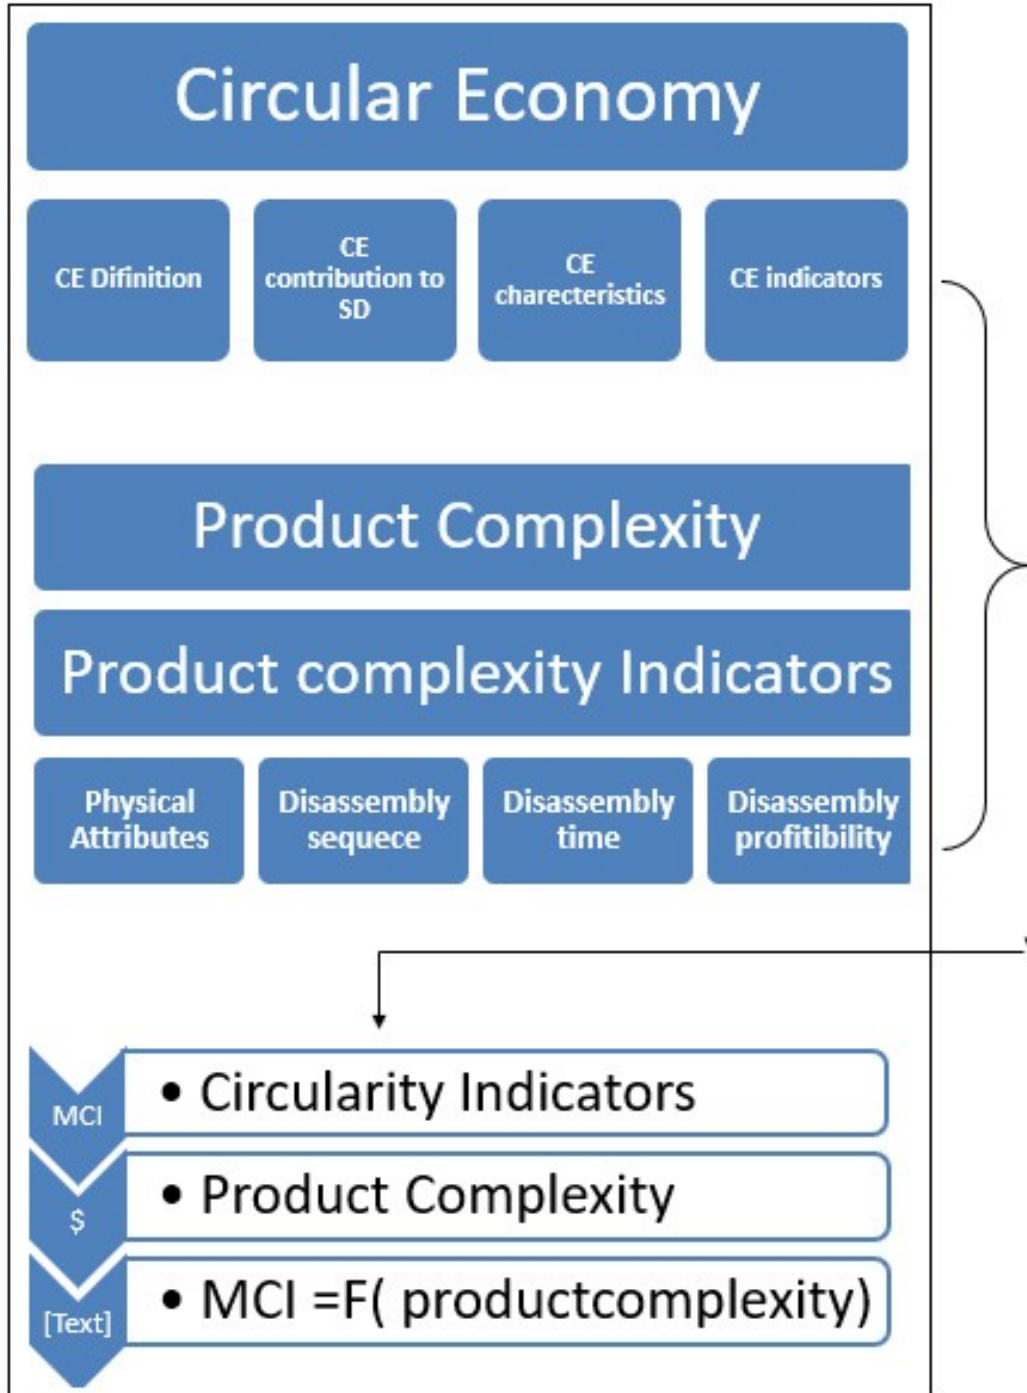 Circular Economy
CE Difinition
CE
contribution to
SD
CE
charecteristics
CE indicators
Product Complexity
Product complexity Indicators
Physical
Attributes
Disassembly
sequece
Disassembly
time
Disassembly
profitibility
MCI
• Circularity Indicators
$
• Product Complexity
[Text]
• MCI =F( productcomplexity)